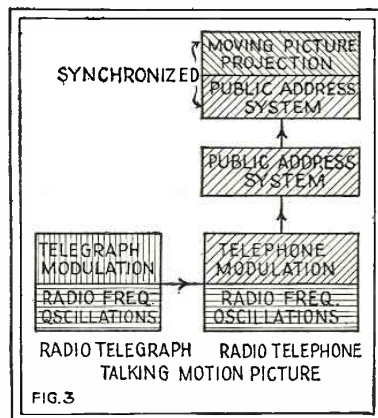 MOVING PICTURE
PROJECTION
SYNCHRONIZED
PUBLIC ADDRESS
SYSTEM
PUBLIC ADDRESS
SYSTEM
TELEGRAPH
MODULATION
RADIO FREQ.
OSCILLATIONS
TELEPHONE
MODULATION
RADIO FREQ.
OSCILLATIONS
RADIO TELEGRAPH RADIO TELEPHONE
TALKING MOTION PICTURE
FIG.3